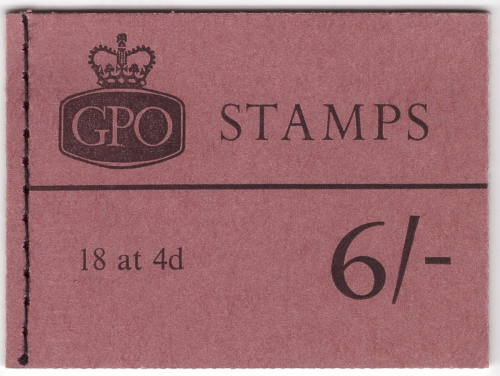 GPO STAMPS
18 at 4d 6/-